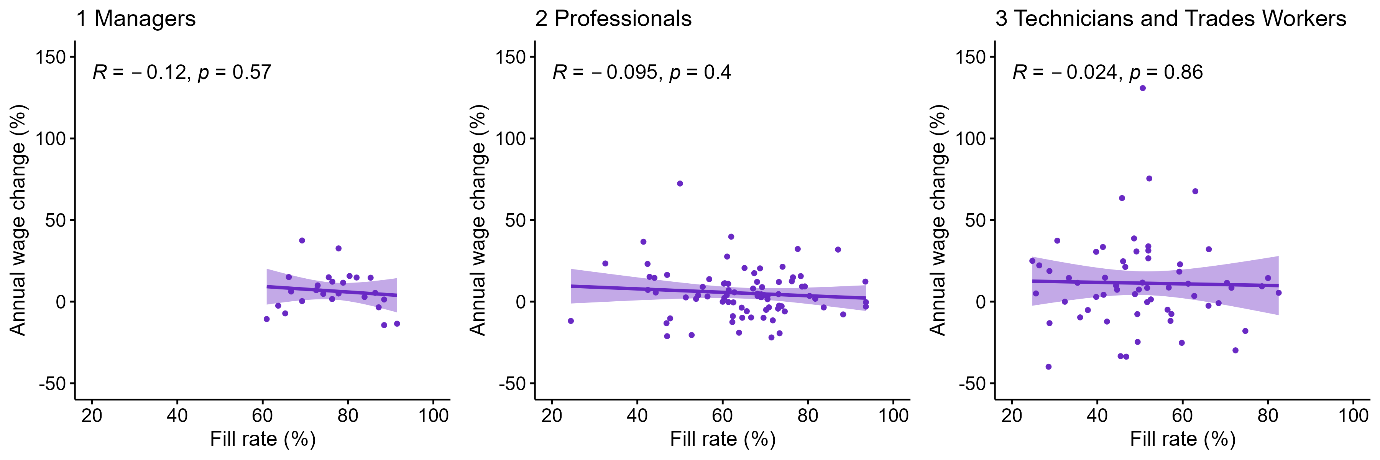 1 Managers
2 Professionals
3 Technicians and Trades Workers
R = −0.12, p = 0.57
R = −0.095, p = 0.4
R = −0.024, p = 0.86
Annual wage change (%)
150
100
50
0
-50
20 40 60 80 100
Fill rate (%)
Annual wage change (%)
150
100
50
0
-50
20 40 60 80 100
Fill rate (%)
Annual wage change (%)
150
100
50
0
-50
20 40 60 80 100
Fill rate (%)